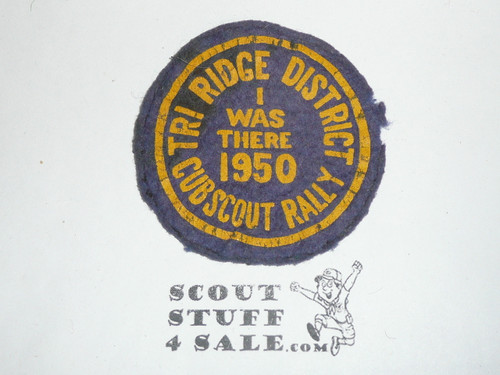 TRI RIDGE DISTRICT
I
WAS
THERE
1950
CUBSCOUT RALLY
SCOUT
STUFF
4 SALE.COM